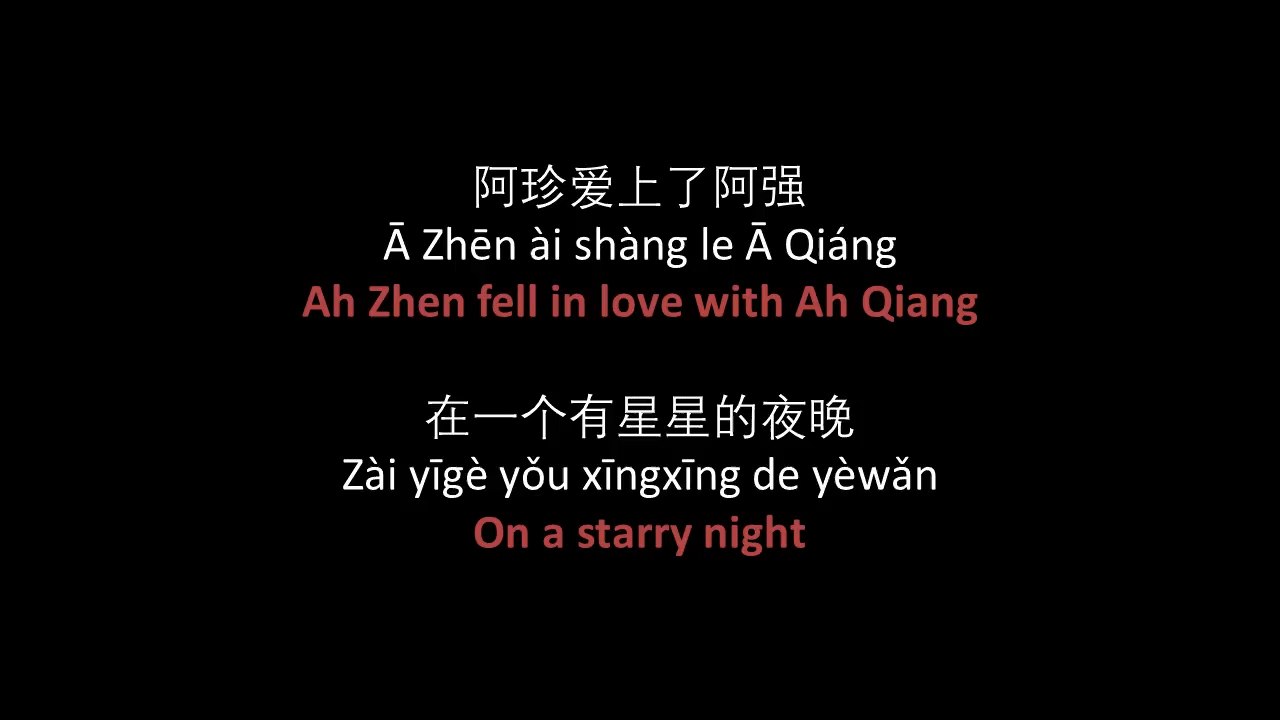 阿珍爱上了阿强
Ā Zhēn ài shàng le Ā Qiáng
Ah Zhen fell in love with Ah Qiang
在一个有星星的夜晚
Zài yīgè yǒu xīngxīng de yèwǎn
On a starry night